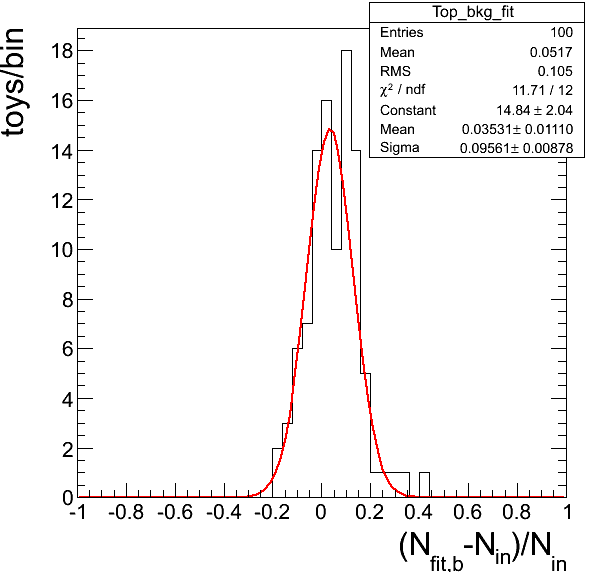 Top_bkg_fit
Entries 100
Mean 0.0517
RMS 0.105
χ² / ndf 11.71 / 12
Constant 14.84 ± 2.04
Mean 0.03531± 0.01110
Sigma 0.09561± 0.00878
toys/bin
18
16
14
12
10
8
6
4
2
0
-1 -0.8 -0.6 -0.4 -0.2 0 0.2 0.4 0.6 0.8 1
(N_fit,b-N_in)/N_in